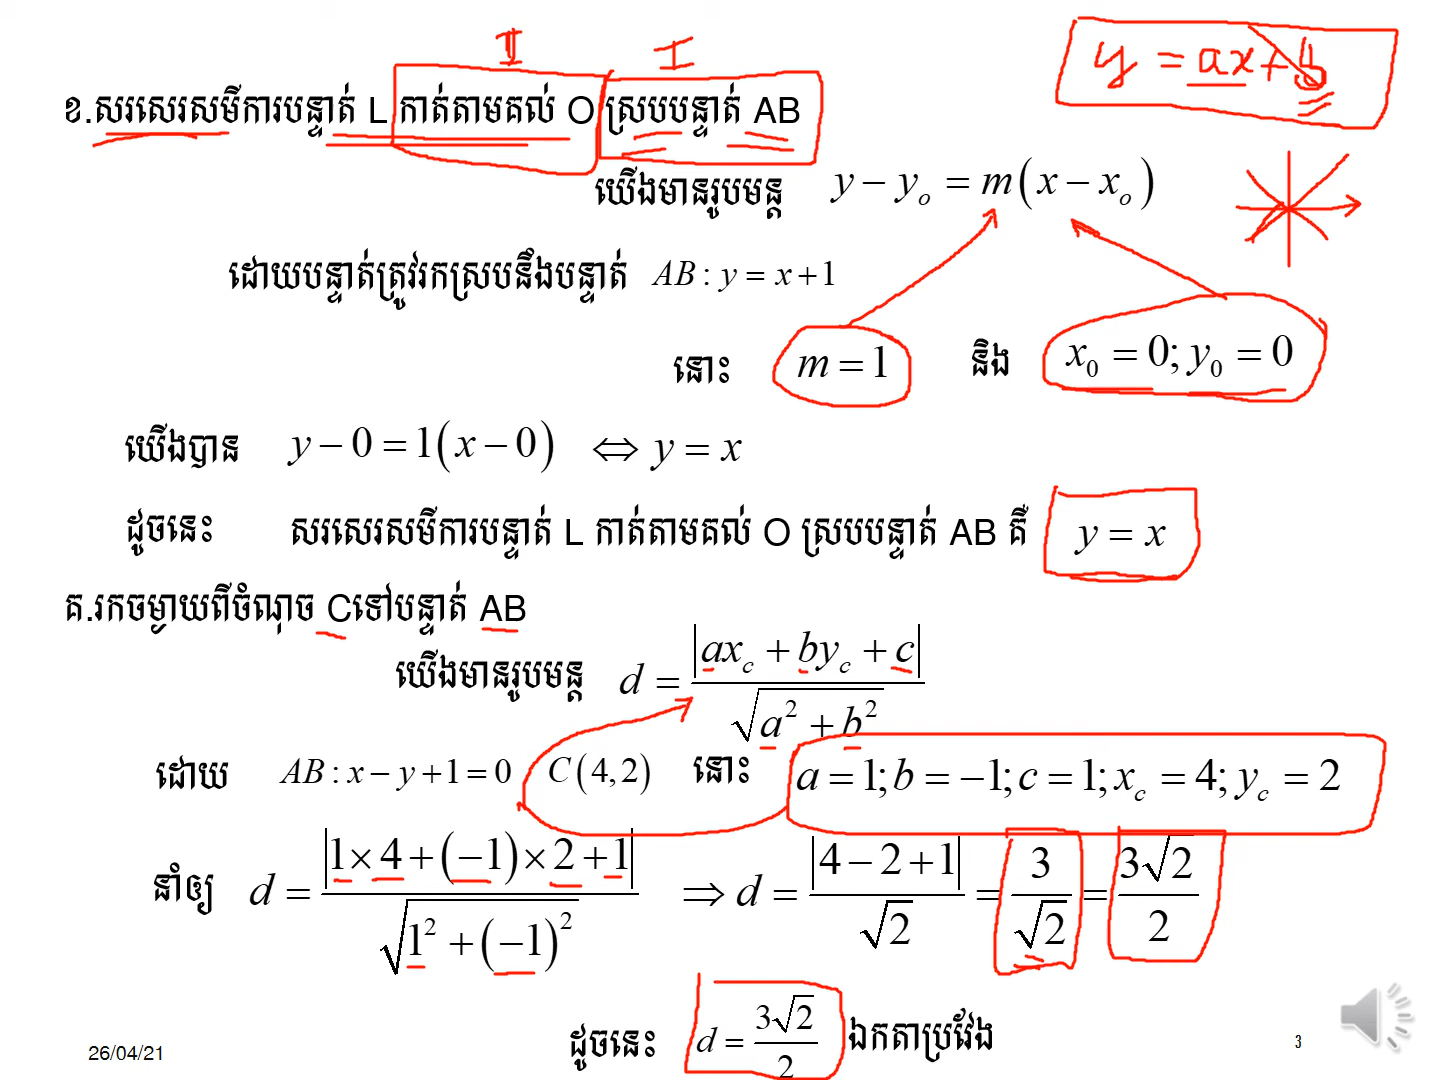 II I y = ax + b
ខ.សរសេរសមីការបន្ទាត់ L កាត់តាមគល់ O ស្របបន្ទាត់ AB
យើងមានរូបមន្ត y − y₀ = m(x − x₀)
ដោយបន្ទាត់ត្រូវរកស្របនឹងបន្ទាត់ AB : y = x + 1
នោះ m = 1 និង x₀ = 0; y₀ = 0
យើងបាន y − 0 = 1(x − 0) ⇔ y = x
ដូចនេះ សរសេរសមីការបន្ទាត់ L កាត់តាមគល់ O ស្របបន្ទាត់ AB គឺ y = x
គ.រកចម្ងាយពីចំណុច Cទៅបន្ទាត់ AB
យើងមានរូបមន្ត d = |ax_c + by_c + c| / √(a² + b²)
ដោយ AB : x − y + 1 = 0 C(4,2) នោះ a = 1; b = −1; c = 1; x_c = 4; y_c = 2
នាំឲ្យ d = |1 × 4 + (−1) × 2 + 1| / √(1² + (−1)²) ⇒ d = |4 − 2 + 1| / √2 = 3 / √2 = 3√2 / 2
ដូចនេះ d = 3√2 / 2 ឯកតាប្រវែង
26/04/21 3